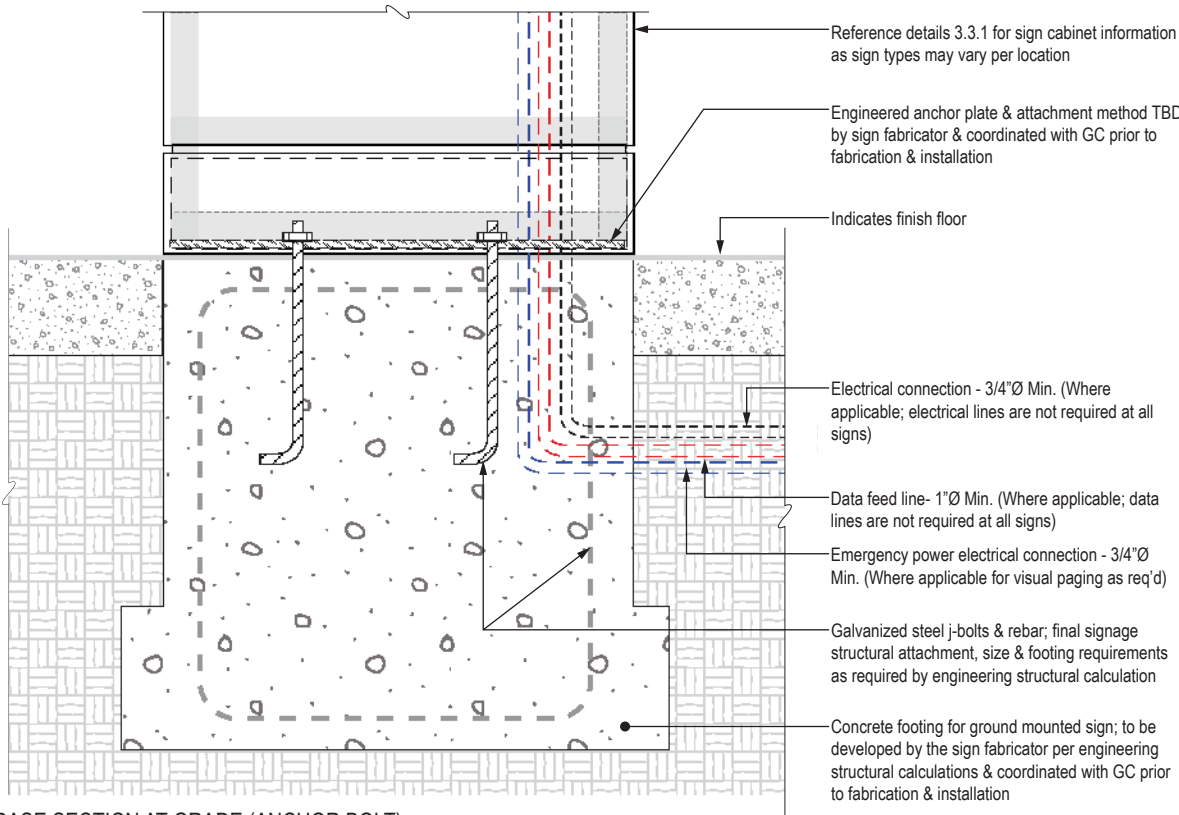 Reference details 3.3.1 for sign cabinet information
as sign types may vary per location
Engineered anchor plate & attachment method TBD
by sign fabricator & coordinated with GC prior to
fabrication & installation
Indicates finish floor
Electrical connection - 3/4”Ø Min. (Where
applicable; electrical lines are not required at all
signs)
Data feed line- 1”Ø Min. (Where applicable; data
lines are not required at all signs)
Emergency power electrical connection - 3/4”Ø
Min. (Where applicable for visual paging as req’d)
Galvanized steel j-bolts & rebar; final signage
structural attachment, size & footing requirements
as required by engineering structural calculation
Concrete footing for ground mounted sign; to be
developed by the sign fabricator per engineering
structural calculations & coordinated with GC prior
to fabrication & installation
BASE SECTION AT GRADE (ANCHOR BOLT)